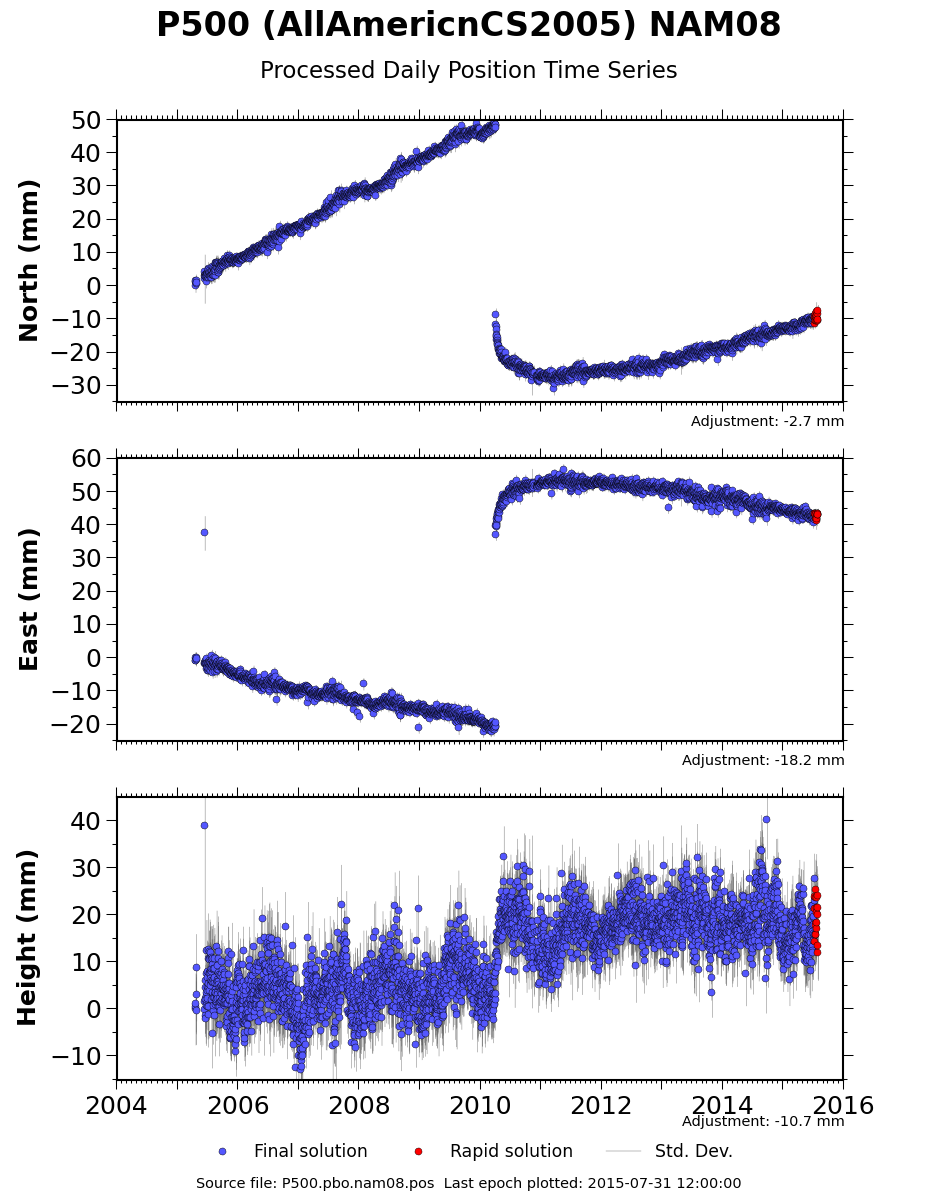 P500 (AllAmericnCS2005) NAM08
Processed Daily Position Time Series
North (mm)
50
40
30
20
10
0
−10
−20
−30
Adjustment: -2.7 mm
East (mm)
60
50
40
30
20
10
0
−10
−20
Adjustment: -18.2 mm
Height (mm)
40
30
20
10
0
−10
2004 2006 2008 2010 2012 2014 2016
Adjustment: -10.7 mm
Final solution Rapid solution Std. Dev.
Source file: P500.pbo.nam08.pos Last epoch plotted: 2015-07-31 12:00:00